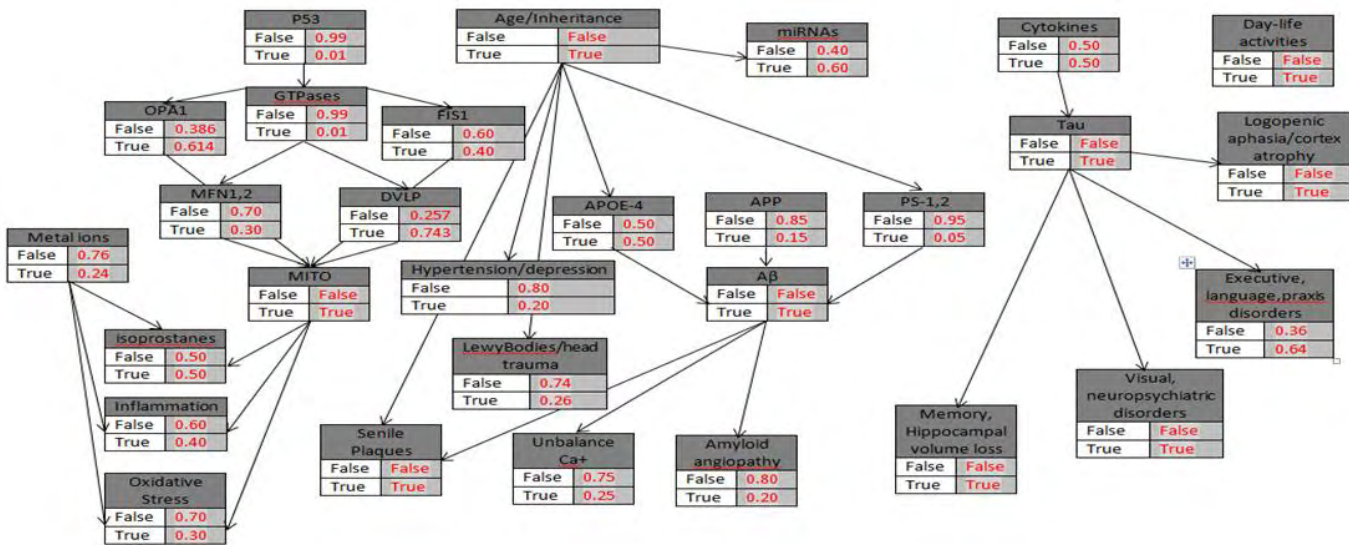 P53
False 0.99
True 0.01
Age/Inheritance
False False
True True
miRNAs
False 0.40
True 0.60
Cytokines
False 0.50
True 0.50
Day-life
activities
False False
True True
OPA1
False 0.386
True 0.614
GTPases
False 0.99
True 0.01
FIS1
False 0.60
True 0.40
Tau
False False
True True
Logopenic
aphasia/cortex
atrophy
False False
True True
MFN1,2
False 0.70
True 0.30
DVLP
False 0.257
True 0.743
APOE-4
False 0.50
True 0.50
APP
False 0.85
True 0.15
PS-1,2
False 0.95
True 0.05
Metal ions
False 0.76
True 0.24
MITO
False False
True True
Hypertension/depression
False 0.80
True 0.20
Aβ
False False
True True
Executive,
language,praxis
disorders
False 0.36
True 0.64
isoprostanes
False 0.50
True 0.50
LewyBodies/head
trauma
False 0.74
True 0.26
Visual,
neuropsychiatric
disorders
False False
True True
Inflammation
False 0.60
True 0.40
Senile
Plaques
False False
True True
Unbalance
Ca+
False 0.75
True 0.25
Amyloid
angiopathy
False 0.80
True 0.20
Memory,
Hippocampal
volume loss
False False
True True
Oxidative
Stress
False 0.70
True 0.30